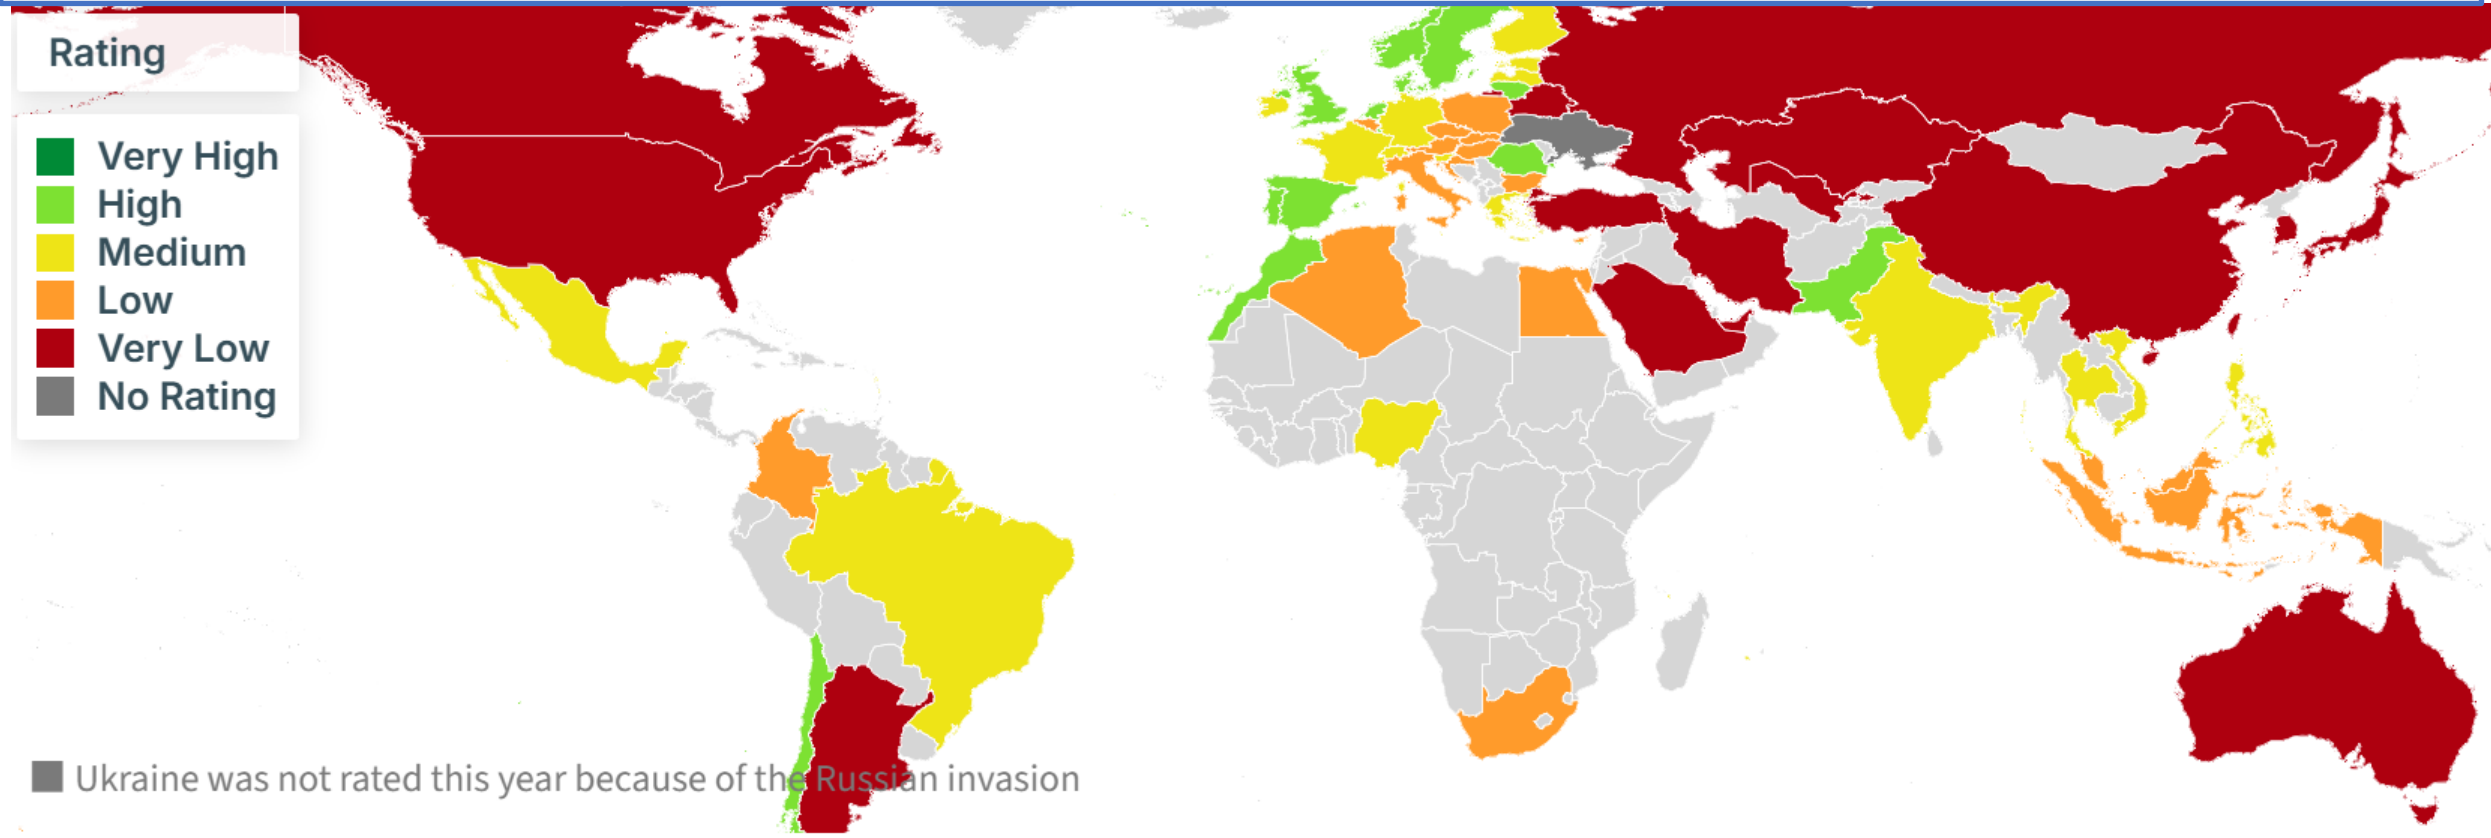 Rating
Very High
High
Medium
Low
Very Low
No Rating
Ukraine was not rated this year because of the Russian invasion